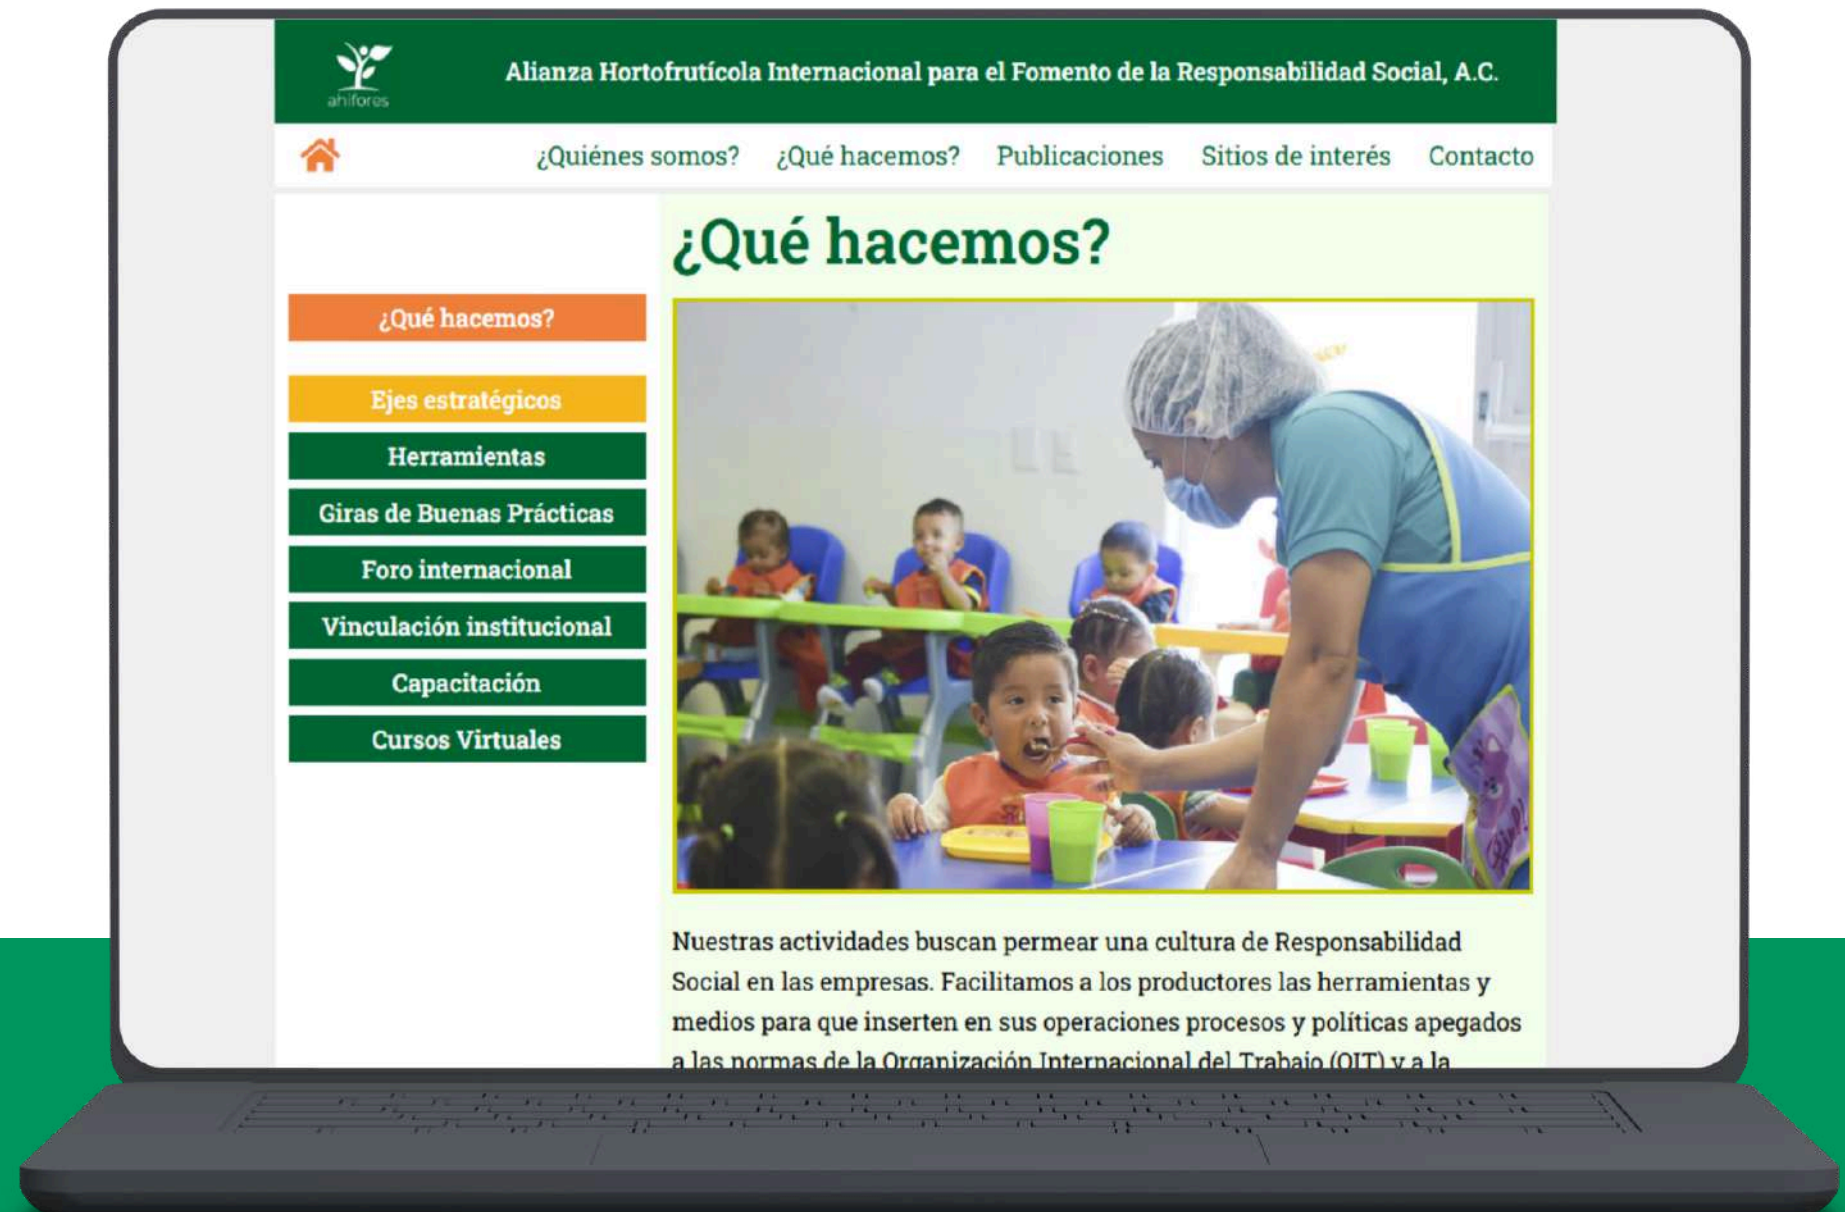 ahifores
Alianza Hortofrutícola Internacional para el Fomento de la Responsabilidad Social, A.C.
¿Quiénes somos? ¿Qué hacemos? Publicaciones Sitios de interés Contacto
¿Qué hacemos?
¿Qué hacemos?
Ejes estratégicos
Herramientas
Giras de Buenas Prácticas
Foro internacional
Vinculación institucional
Capacitación
Cursos Virtuales
Nuestras actividades buscan permear una cultura de Responsabilidad
Social en las empresas. Facilitamos a los productores las herramientas y
medios para que inserten en sus operaciones procesos y políticas apegados
a las normas de la Organización Internacional del Trabajo (OIT) y a la